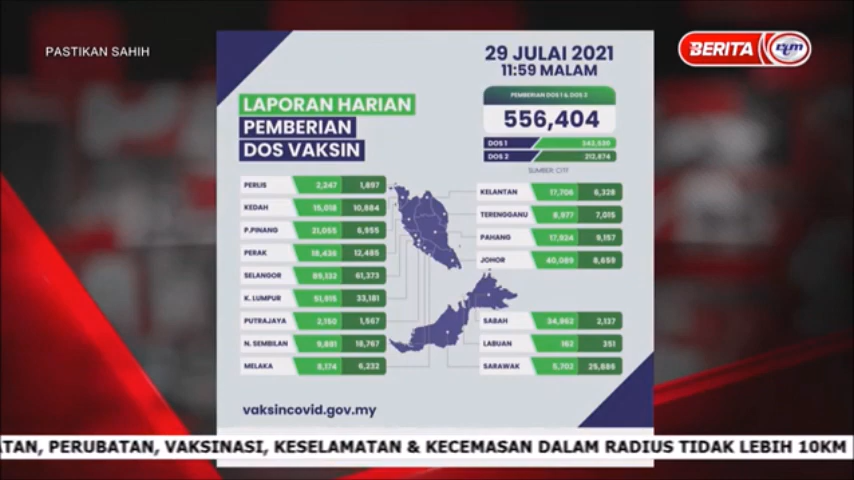 PASTIKAN SAHIH
BERITA RTM
29 JULAI 2021
11:59 MALAM
LAPORAN HARIAN
PEMBERIAN
DOS VAKSIN
PEMBERIAN DOS 1 & DOS 2
556,404
DOS 1
DOS 2 212,874
SUMBER: CITF
PERLIS 2,247 1,897
KEDAH 15,018 10,884
P.PINANG 21,055 6,955
PERAK 18,436 12,485
SELANGOR 89,132 61,373
K. LUMPUR 51,915 33,181
PUTRAJAYA 2,150 1,567
N. SEMBILAN 9,881 18,767
MELAKA 8,174 6,232
KELANTAN 17,706 6,328
TERENGGANU 8,977 7,015
PAHANG 17,924 9,157
JOHOR 40,089 8,659
SABAH 34,962 2,137
LABUAN 162 351
SARAWAK 5,702 25,886
vaksincovid.gov.my
ATAN, PERUBATAN, VAKSINASI, KESELAMATAN & KECEMASAN DALAM RADIUS TIDAK LEBIH 10KM